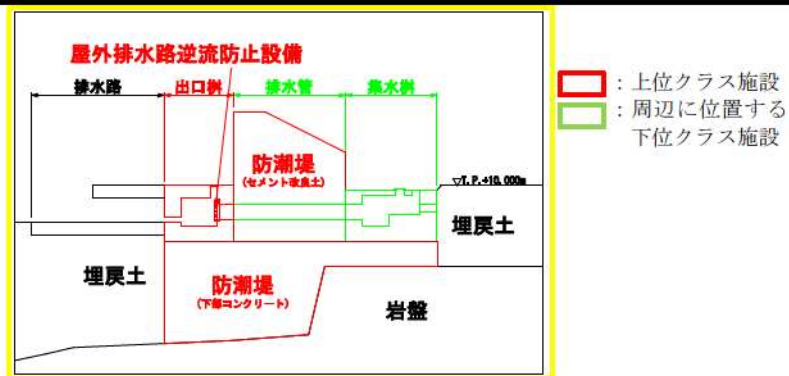 屋外排水路逆流防止設備
排水路
出口桝
排水管
集水桝
：上位クラス施設
：周辺に位置する
下位クラス施設
防潮堤
(セメント改良土)
▽T.P.+10.000m
埋戻土
埋戻土
防潮堤
(下部コンクリート)
岩盤